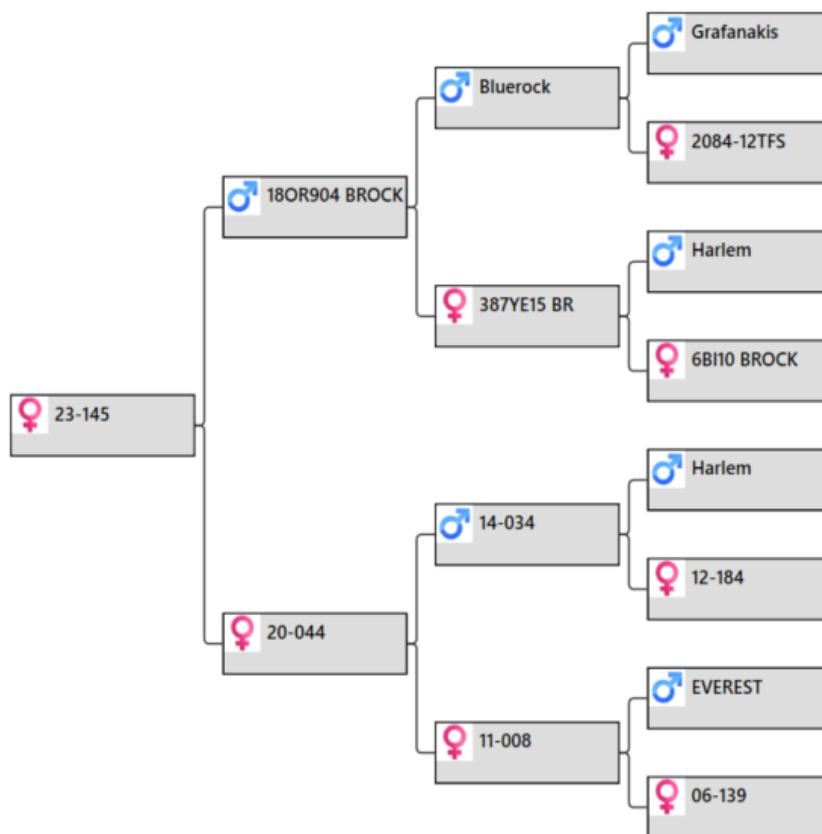 Grafanakis
Bluerock
2084-12TFS
18OR904 BROCK
Harlem
387YE15 BR
6BI10 BROCK
23-145
Harlem
14-034
12-184
20-044
EVEREST
11-008
06-139